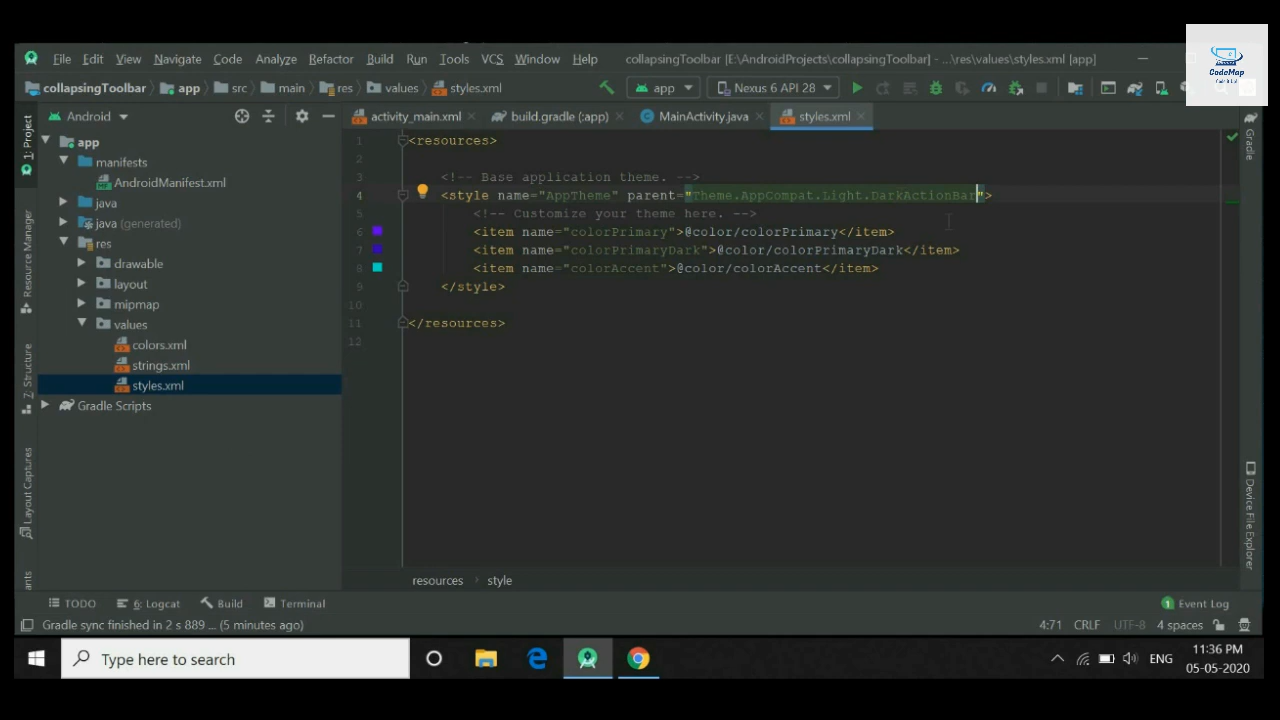 File Edit View Navigate Code Analyze Refactor Build Run Tools VCS Window Help collapsingToolbar [E:\AndroidProjects\collapsingToolbar] - ...\res\values\styles.xml [app]
CodeMap
collapsingToolbar app src main res values styles.xml app Nexus 6 API 28
Android
activity_main.xml build.gradle (:app) MainActivity.java styles.xml
1: Project
Resource Manager
7: Structure
Layout Captures
ants
app
manifests
AndroidManifest.xml
java
java (generated)
res
drawable
layout
mipmap
values
colors.xml
strings.xml
styles.xml
Gradle Scripts
1 <resources>
2
3 <!-- Base application theme. -->
4 <style name="AppTheme" parent="Theme.AppCompat.Light.DarkActionBar">
5 <!-- Customize your theme here. -->
6 <item name="colorPrimary">@color/colorPrimary</item>
7 <item name="colorPrimaryDark">@color/colorPrimaryDark</item>
8 <item name="colorAccent">@color/colorAccent</item>
9 </style>
10
11 </resources>
12
Gradle
Device File Explorer
resources style
TODO 6: Logcat Build Terminal 1 Event Log
Gradle sync finished in 2 s 889 ... (5 minutes ago) 4:71 CRLF UTF-8 4 spaces
Type here to search ENG 11:36 PM
05-05-2020